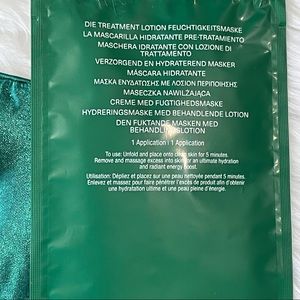 DIE TREATMENT LOTION FEUCHTIGKEITSMASKE
LA MASCARILLA HIDRATANTE PRE-TRATAMIENTO
MASCHERA IDRATANTE CON LOZIONE DI
TRATTAMENTO
VERZORGEND EN HYDRATEREND MASKER
MÁSCARA HIDRATANTE
ΜΑΣΚΑ ΕΝΥΔΑΤΩΣΗΣ ΜΕ ΛΟΣΙΟΝ ΠΕΡΙΠΟΙΗΣΗΣ
MASECZKA NAWILŻAJĄCA
CREME MED FUGTIGHEDSMASKE
HYDRERINGSMASKE MED BEHANDLENDE LOTION
DEN FUKTANDE MASKEN MED
BEHANDLINGSLOTION
1 Application / 1 Application
To use: Unfold and place onto clean skin for 5 minutes.
Remove and massage excess into skin for an ultimate hydration
and radiant energy boost.
Utilisation: Dépliez et placez sur une peau nettoyée pendant 5 minutes.
Enlevez et massez pour faire pénétrer l'excès de produit afin d'obtenir
une hydratation ultime et une peau pleine d'énergie.